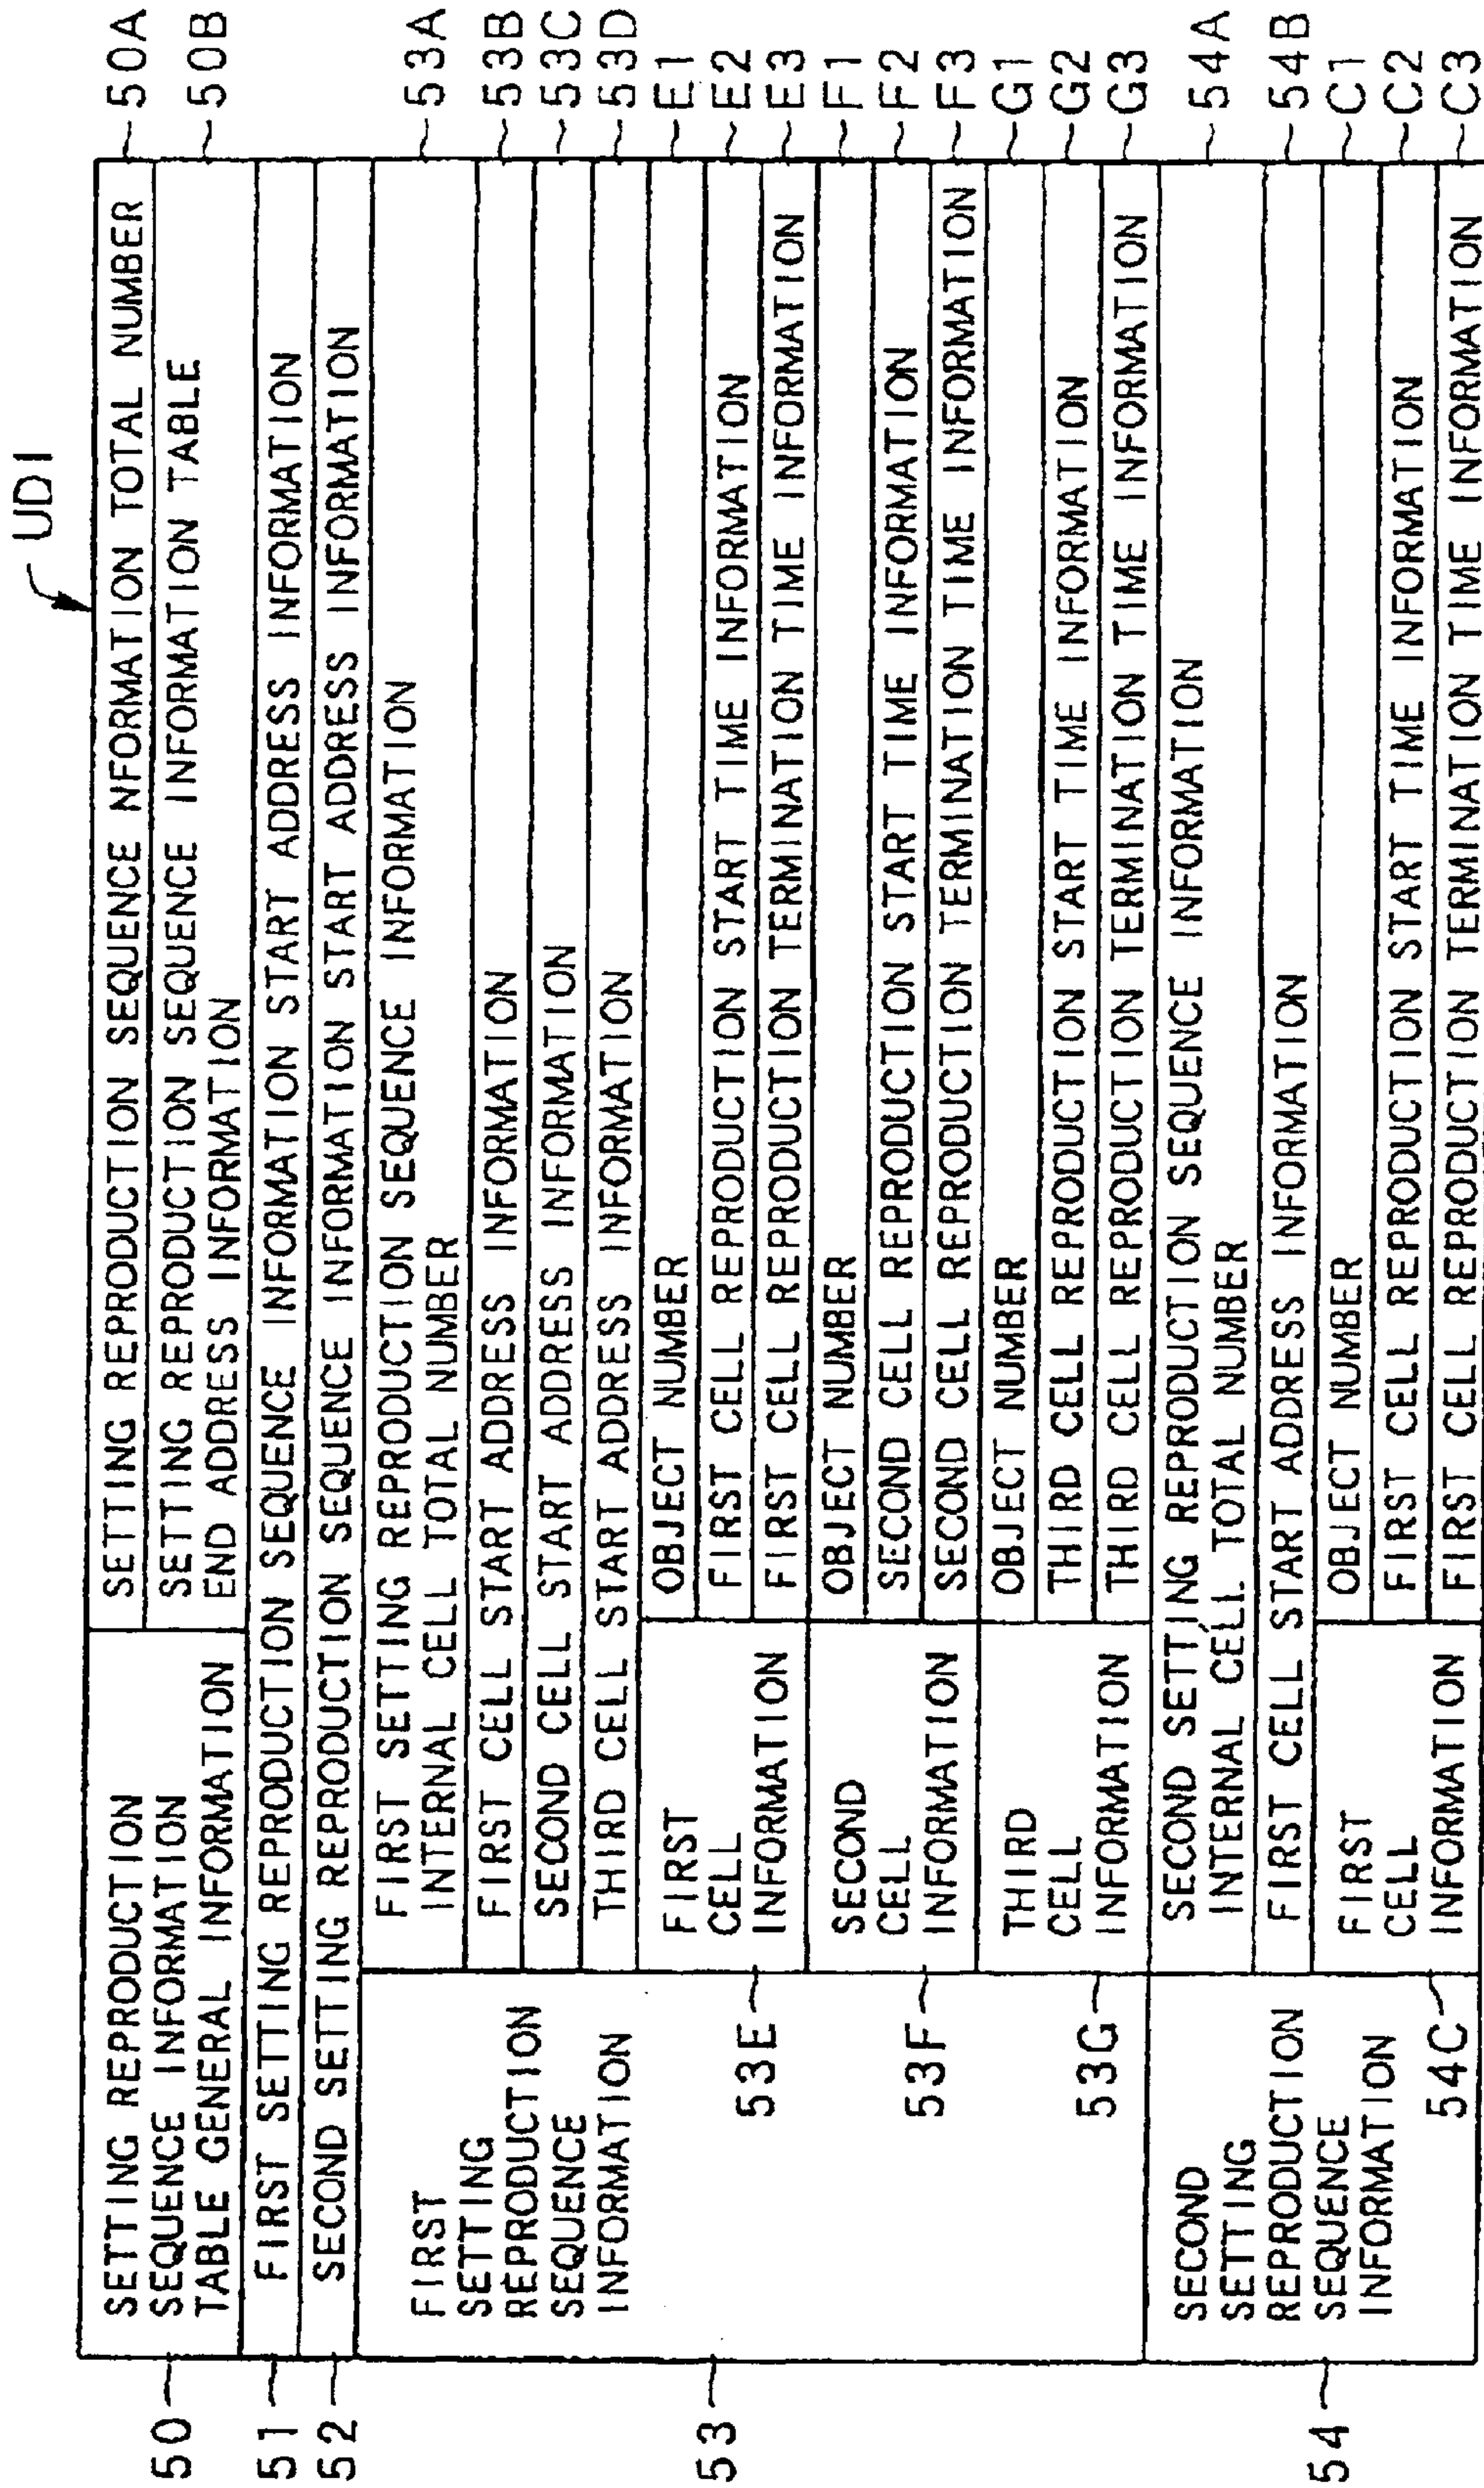 UD1
SETTING REPRODUCTION
SEQUENCE INFORMATION
TABLE GENERAL INFORMATION
50
SETTING REPRODUCTION SEQUENCE NFORMATION TOTAL NUMBER
50A
SETTING REPRODUCTION SEQUENCE INFORMATION TABLE
END ADDRESS INFORMATION
50B
51
FIRST SETTING REPRODUCTION SEQUENCE INFORMATION START ADDRESS INFORMATION
52
SECOND SETTING REPRODUCTION SEQUENCE INFORMATION START ADDRESS INFORMATION
53
FIRST
SETTING
REPRODUCTION
SEQUENCE
INFORMATION
FIRST SETTING REPRODUCTION SEQUENCE INFORMATION
INTERNAL CELL TOTAL NUMBER
53A
FIRST CELL START ADDRESS INFORMATION
53B
SECOND CELL START ADDRESS INFORMATION
53C
THIRD CELL START ADDRESS INFORMATION
53D
53E
FIRST
CELL
INFORMATION
OBJECT NUMBER
E1
FIRST CELL REPRODUCTION START TIME INFORMATION
E2
FIRST CELL REPRODUCTION TERMINATION TIME INFORMATION
E3
53F
SECOND
CELL
INFORMATION
OBJECT NUMBER
F1
SECOND CELL REPRODUCTION START TIME INFORMATION
F2
SECOND CELL REPRODUCTION TERMINATION TIME INFORMATION
F3
53G
THIRD
CELL
INFORMATION
OBJECT NUMBER
G1
THIRD CELL REPRODUCTION START TIME INFORMATION
G2
THIRD CELL REPRODUCTION TERMINATION TIME INFORMATION
G3
54
SECOND
SETTING
REPRODUCTION
SEQUENCE
INFORMATION
SECOND SETTING REPRODUCTION SEQUENCE INFORMATION
INTERNAL CELL TOTAL NUMBER
54A
FIRST CELL START ADDRESS INFORMATION
54B
54C
FIRST
CELL
INFORMATION
OBJECT NUMBER
C1
FIRST CELL REPRODUCTION START TIME INFORMATION
C2
FIRST CELL REPRODUCTION TERMINATION TIME INFORMATION
C3